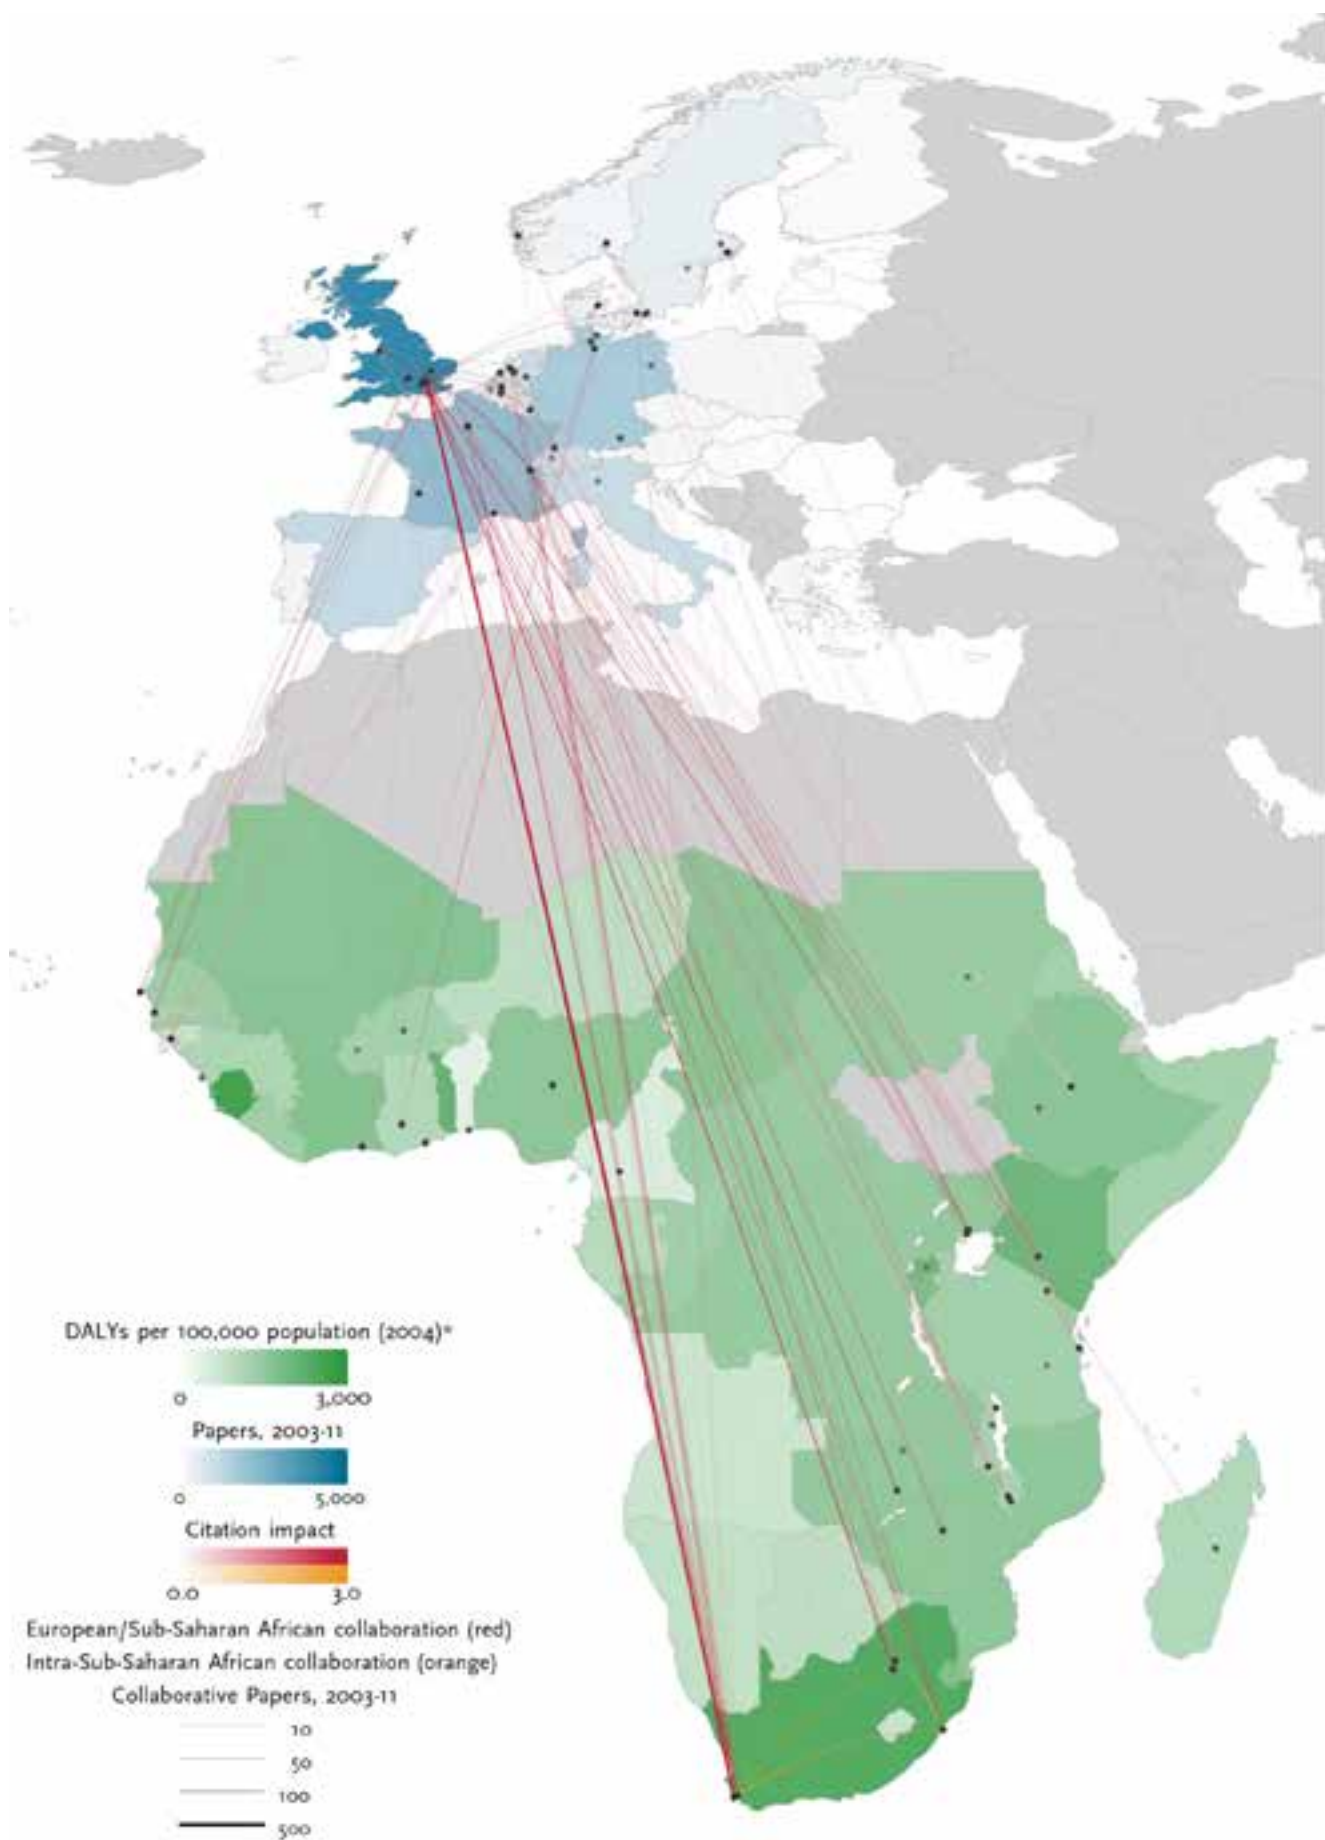 DALYs per 100,000 population (2004)*
0 3,000
Papers, 2003-11
0 5,000
Citation impact
0.0 3.0
European/Sub-Saharan African collaboration (red)
Intra-Sub-Saharan African collaboration (orange)
Collaborative Papers, 2003-11
10
50
100
500